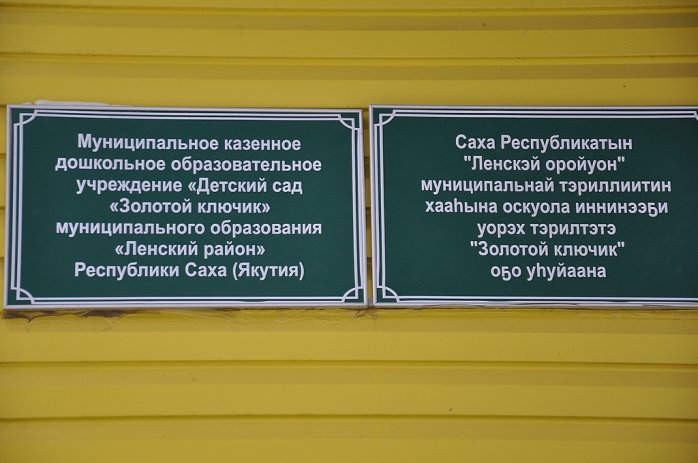 Муниципальное казенное
дошкольное образовательное
учреждение «Детский сад
«Золотой ключик»
муниципального образования
«Ленский район»
Республики Саха (Якутия)
Саха Республикатын
"Ленскэй оройуон"
муниципальнай тэриллиитин
хааһына оскуола иннинээҕи
уорэх тэрилтэтэ
"Золотой ключик"
оҕо уһуйаана